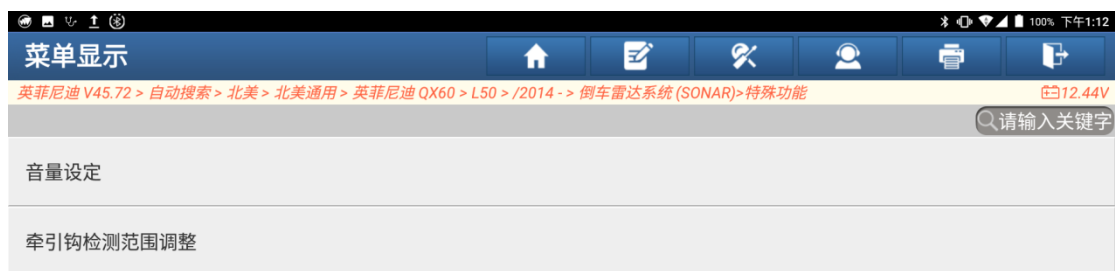 100% 下午1:12
菜单显示
英菲尼迪 V45.72 > 自动搜索 > 北美 > 北美通用 > 英菲尼迪 QX60 > L50 > /2014 - > 倒车雷达系统 (SONAR)>特殊功能 12.44V
请输入关键字
音量设定
牵引钩检测范围调整